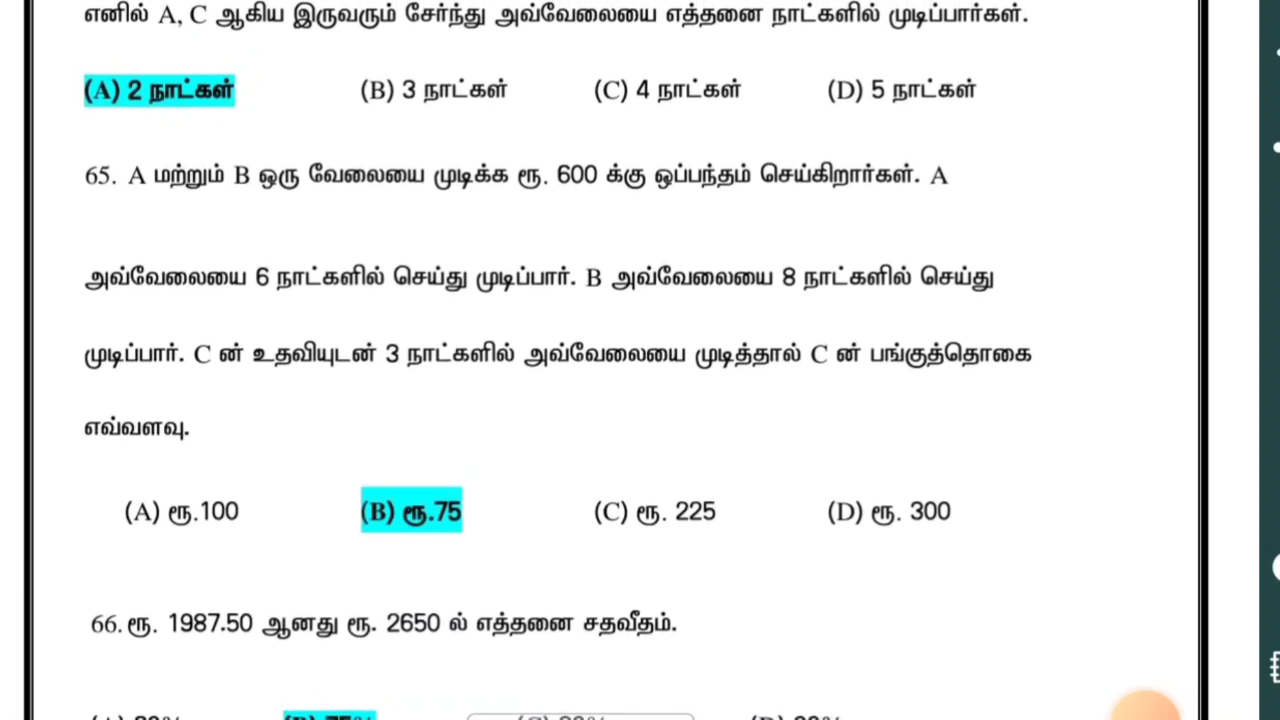 எனில் A, C ஆகிய இருவரும் சேர்ந்து அவ்வேலையை எத்தனை நாட்களில் முடிப்பார்கள்.
(A) 2 நாட்கள் (B) 3 நாட்கள் (C) 4 நாட்கள் (D) 5 நாட்கள்
65. A மற்றும் B ஒரு வேலையை முடிக்க ரூ. 600 க்கு ஒப்பந்தம் செய்கிறார்கள். A
அவ்வேலையை 6 நாட்களில் செய்து முடிப்பார். B அவ்வேலையை 8 நாட்களில் செய்து
முடிப்பார். C ன் உதவியுடன் 3 நாட்களில் அவ்வேலையை முடித்தால் C ன் பங்குத்தொகை
எவ்வளவு.
(A) ரூ.100 (B) ரூ.75 (C) ரூ. 225 (D) ரூ. 300
66. ரூ. 1987.50 ஆனது ரூ. 2650 ல் எத்தனை சதவீதம்.